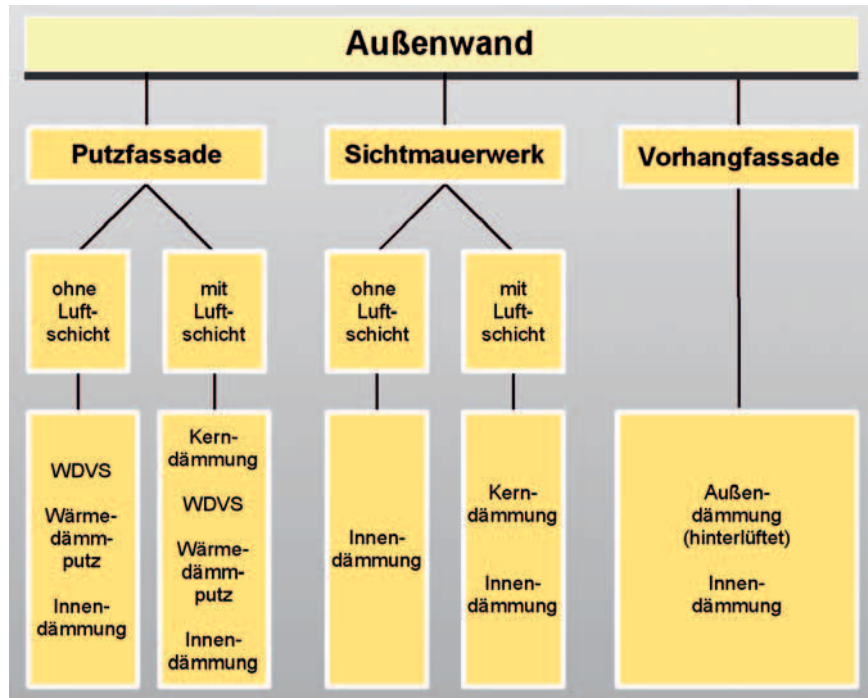 Außenwand
Putzfassade
Sichtmauerwerk
Vorhangfassade
ohne
Luft-
schicht
mit
Luft-
schicht
ohne
Luft-
schicht
mit
Luft-
schicht
WDVS
Wärme-
dämm-
putz
Innen-
dämmung
Kern-
dämmung
WDVS
Wärme-
dämm-
putz
Innen-
dämmung
Innen-
dämmung
Kern-
dämmung
Innen-
dämmung
Außen-
dämmung
(hinterlüftet)
Innen-
dämmung